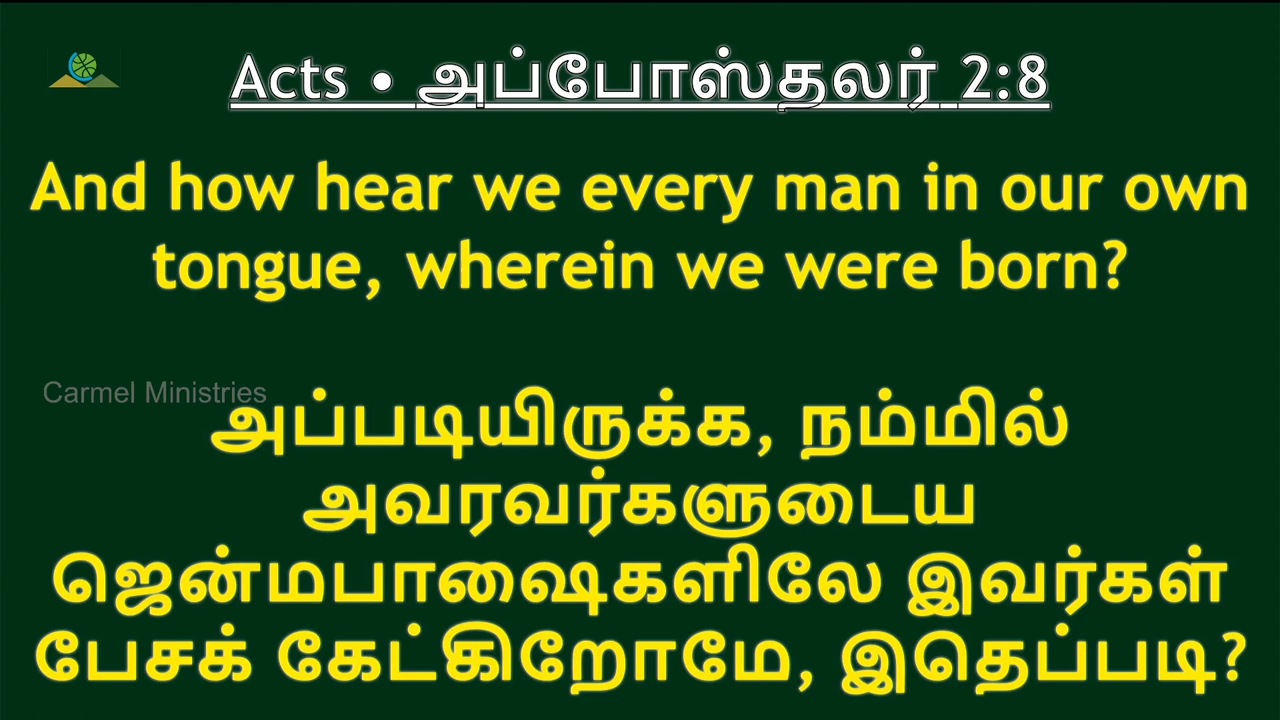 Acts • அப்போஸ்தலர் 2:8
And how hear we every man in our own
tongue, wherein we were born?
Carmel Ministries
அப்படியிருக்க, நம்மில்
அவரவர்களுடைய
ஜென்மபாஷைகளிலே இவர்கள்
பேசக் கேட்கிறோமே, இதெப்படி?